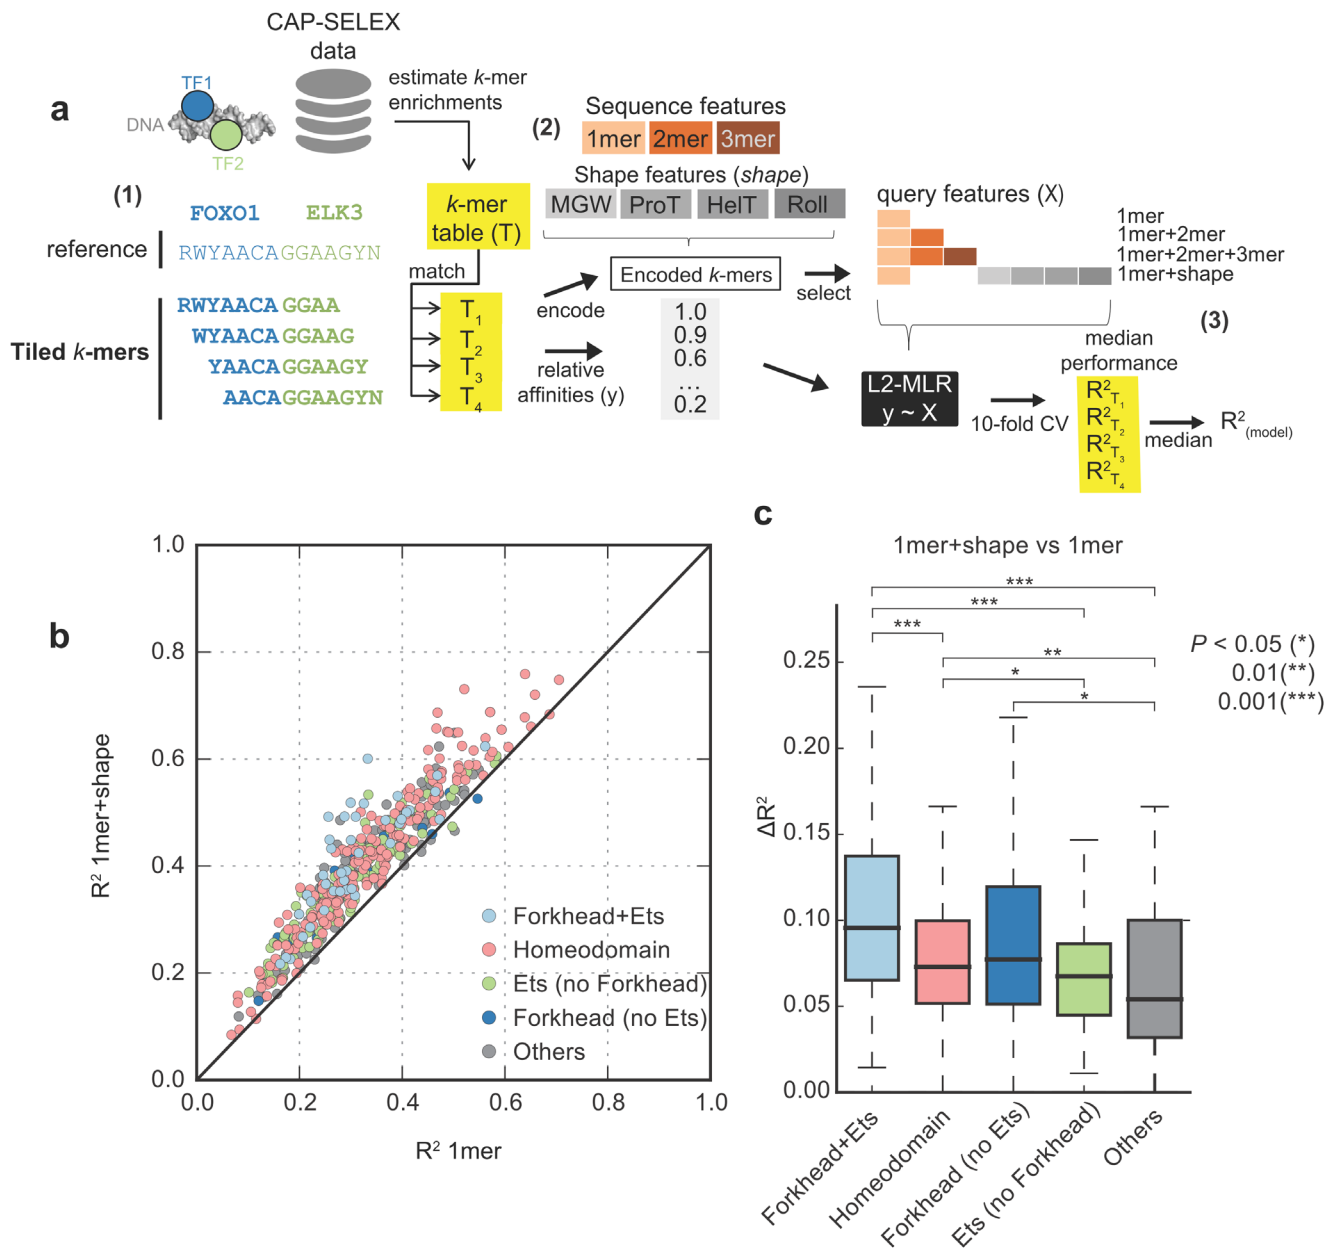 a
CAP-SELEX
data
TF1
DNA
TF2
estimate k-mer
enrichments
(1)
FOXO1 ELK3
reference
RWYAACAGGAAGYN
Tiled k-mers
RWYAACAGGAA
WYAACAGGAAG
YAACAGGAAGY
AACAGGAAGYN
k-mer
table (T)
match
T1
T2
T3
T4
(2)
Sequence features
1mer 2mer 3mer
Shape features (shape)
MGW ProT HelT Roll
encode
Encoded k-mers
relative
affinities (y)
1.0
0.9
0.6
...
0.2
select
query features (X)
1mer
1mer+2mer
1mer+2mer+3mer
1mer+shape
(3)
L2-MLR
y ~ X
10-fold CV
median
performance
R2T1
R2T2
R2T3
R2T4
median
R2(model)
b
1.0
0.8
0.6
0.4
0.2
0.0
R2 1mer+shape
0.0 0.2 0.4 0.6 0.8 1.0
R2 1mer
Forkhead+Ets
Homeodomain
Ets (no Forkhead)
Forkhead (no Ets)
Others
c
1mer+shape vs 1mer
***
***
***
**
*
*
P < 0.05 (*)
0.01(**)
0.001(***)
0.25
0.20
0.15
0.10
0.05
0.00
ΔR2
Forkhead+Ets
Homeodomain
Forkhead (no Ets)
Ets (no Forkhead)
Others